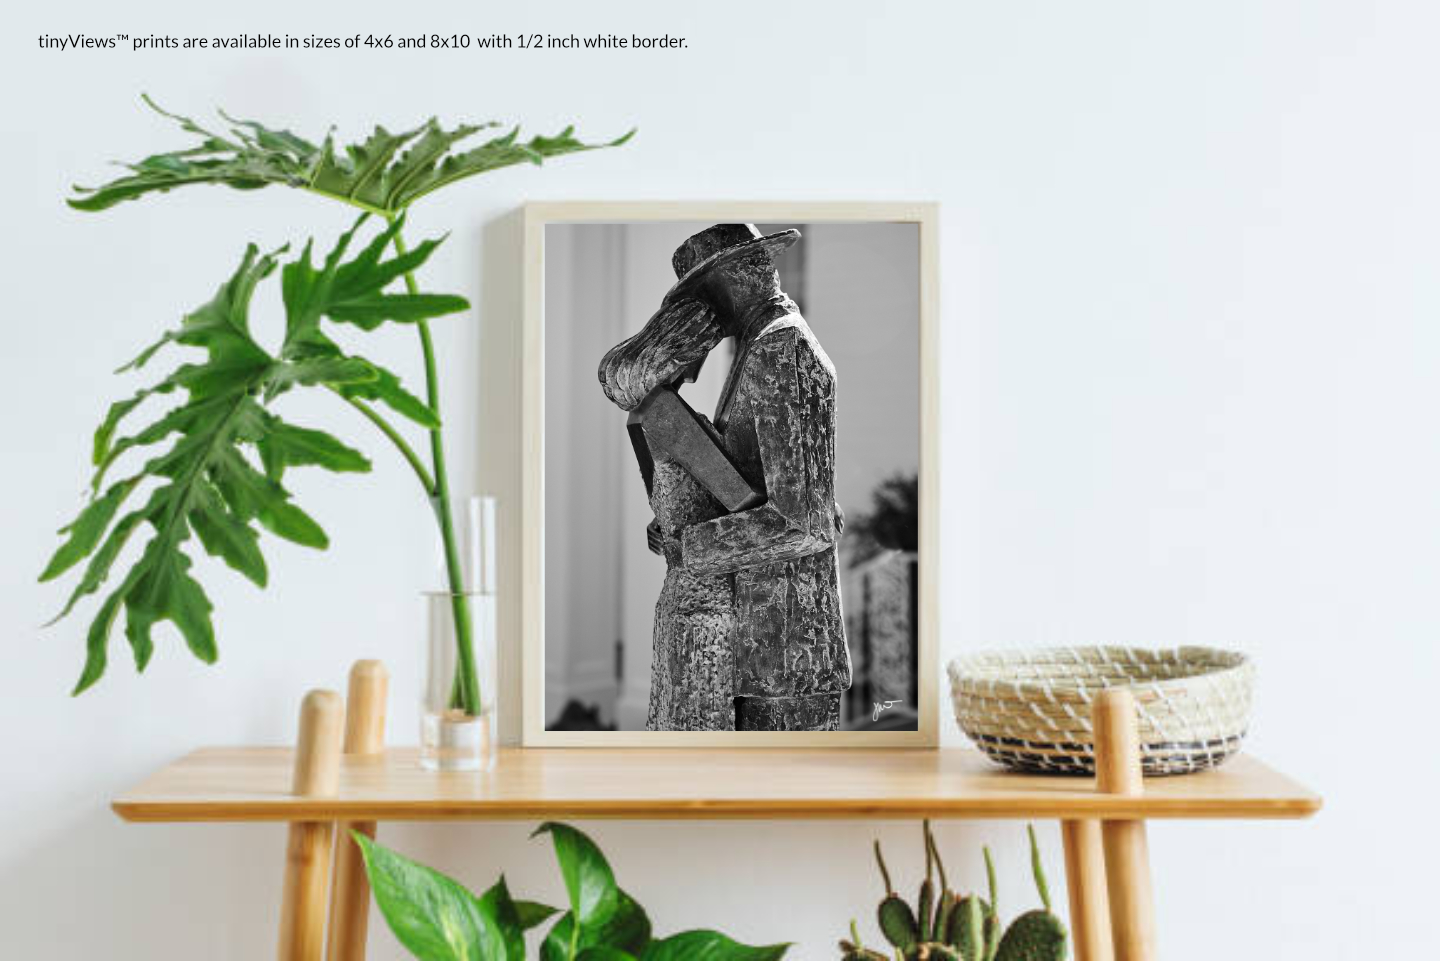 tinyViews™ prints are available in sizes of 4x6 and 8x10 with 1/2 inch white border.